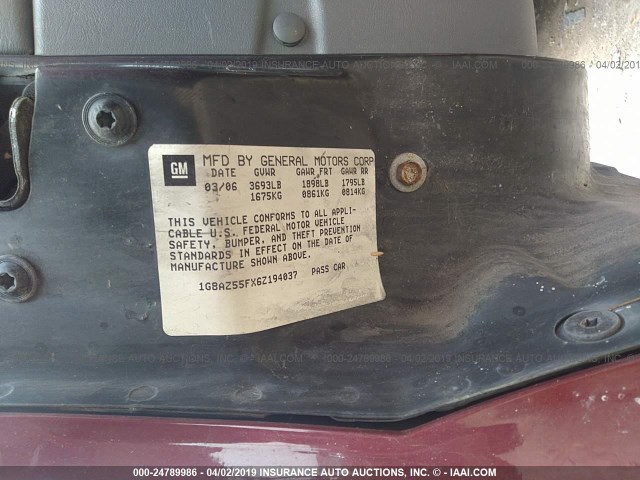 GM
MFD BY GENERAL MOTORS CORP
DATE GVWR GAWR FRT GAWR RR
03/06 3693LB 1898LB 1795LB
1675KG 0861KG 0814KG
THIS VEHICLE CONFORMS TO ALL APPLI-
CABLE U.S. FEDERAL MOTOR VEHICLE
SAFETY, BUMPER, AND THEFT PREVENTION
STANDARDS IN EFFECT ON THE DATE OF
MANUFACTURE SHOWN ABOVE.
1G8AZ55FX6Z194037 PASS CAR
000-24789986 - 04/02/2019 INSURANCE AUTO AUCTIONS, INC. - © - IAAI.COM